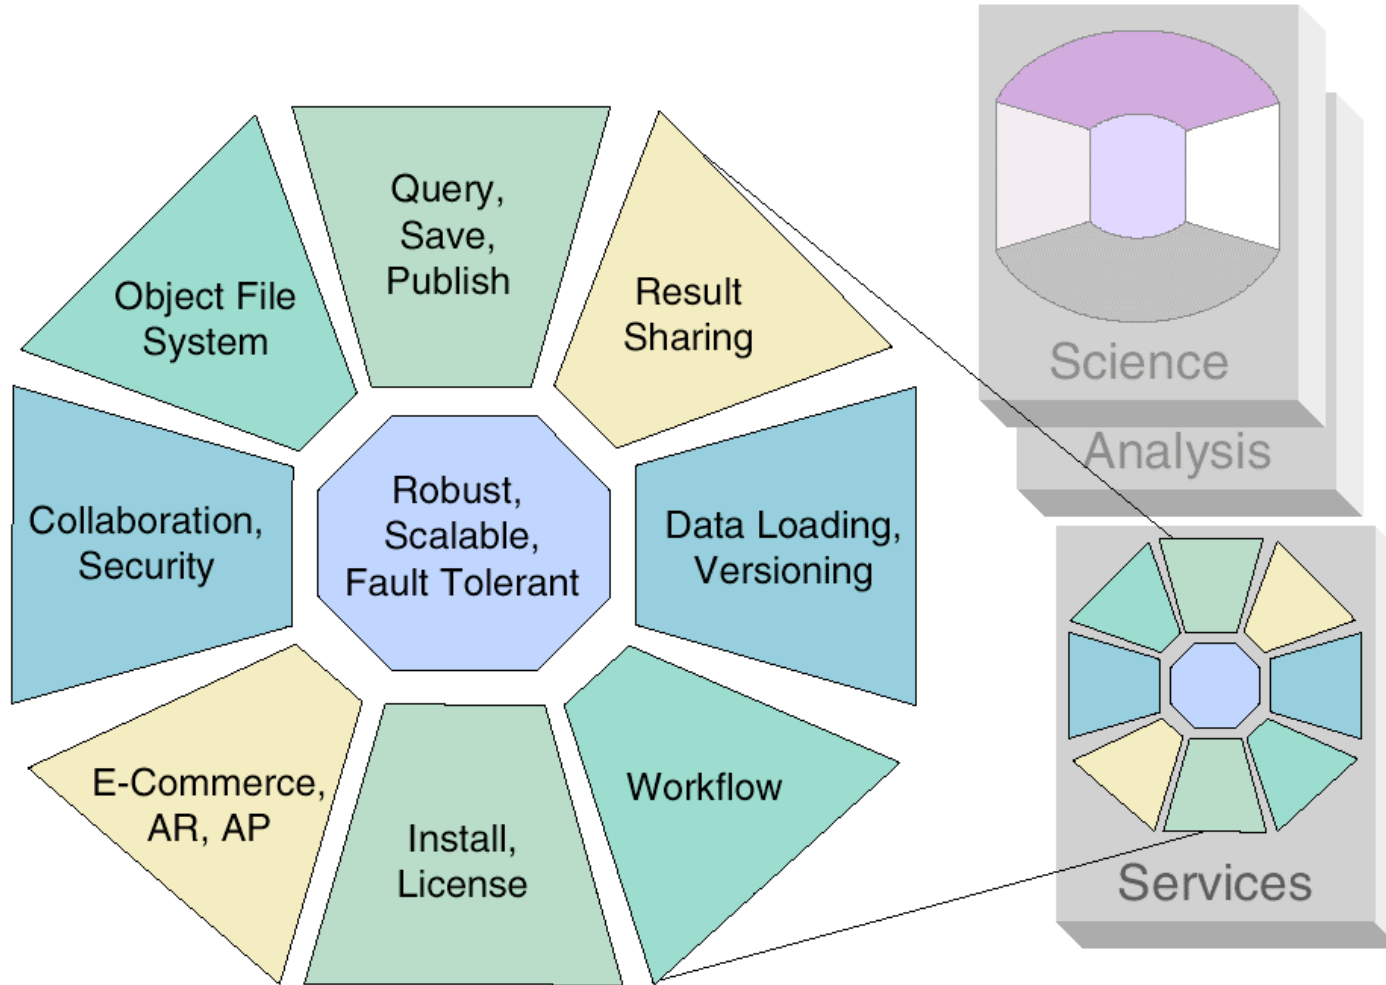 Query,
Save,
Publish
Object File
System
Result
Sharing
Collaboration,
Security
Robust,
Scalable,
Fault Tolerant
Data Loading,
Versioning
E-Commerce,
AR, AP
Install,
License
Workflow
Science
Analysis
Services